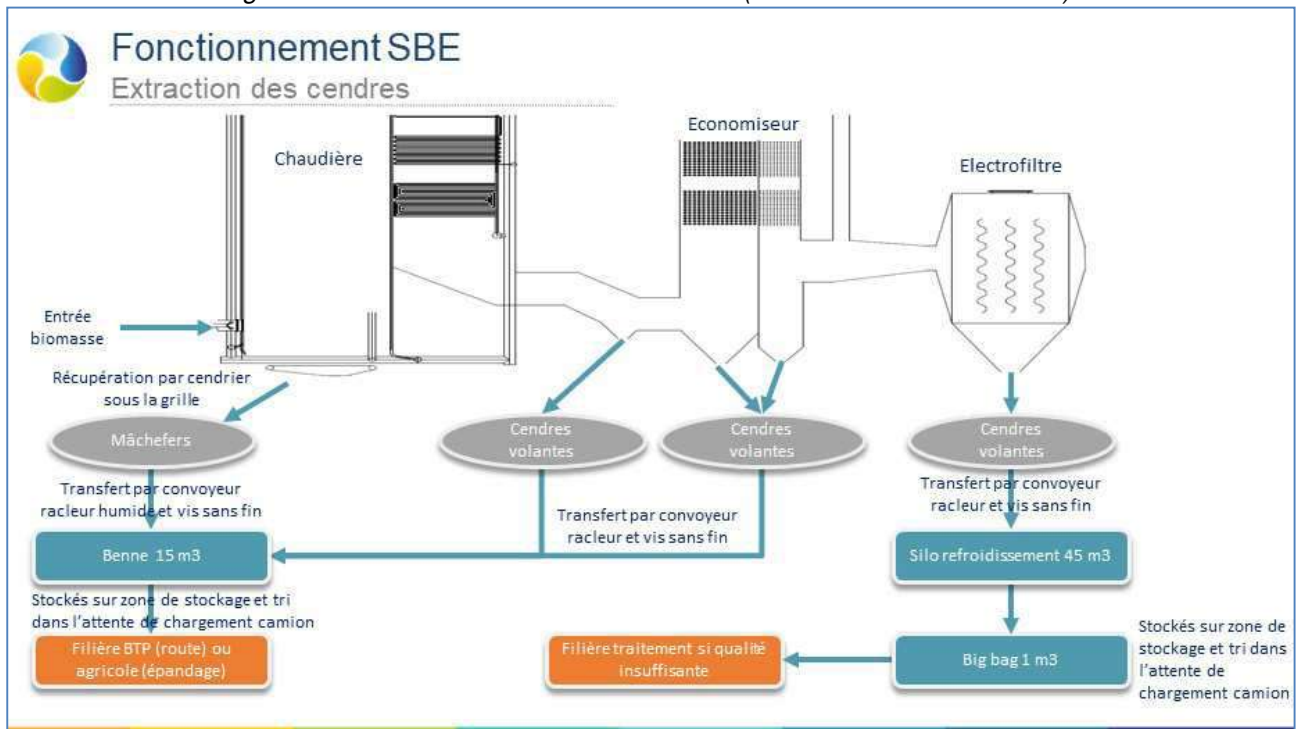 Fonctionnement SBE
Extraction des cendres
Economiseur
Chaudière
Electrofiltre
Entrée
biomasse
Récupération par cendrier
sous la grille
Mâchefers
Cendres
volantes
Cendres
volantes
Cendres
volantes
Transfert par convoyeur
racleur humide et vis sans fin
Transfert par convoyeur
racleur et vis sans fin
Transfert par convoyeur
racleur et vis sans fin
Benne 15 m3
Silo refroidissement 45 m3
Stockés sur zone de stockage et tri
dans l'attente de chargement camion
Filière BTP (route) ou
agricole (épandage)
Filière traitement si qualité
insuffisante
Big bag 1 m3
Stockés sur zone de
stockage et tri dans
l'attente de
chargement camion